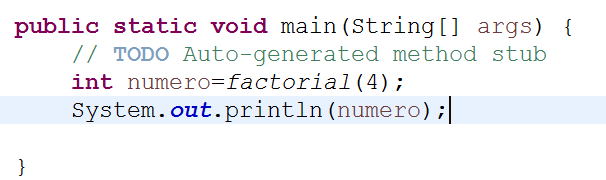 public static void main(String[] args) {
// TODO Auto-generated method stub
int numero=factorial(4);
System.out.println(numero);
}